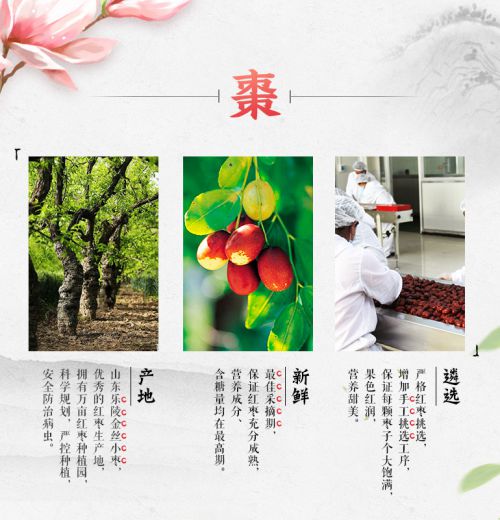 棗
产地
山东乐陵金丝小枣，
优秀的红枣生产地，
拥有万亩红枣种植园，
科学规划，严控种植，
安全防治病虫。
新鲜
最佳采摘期，
保证红枣充分成熟，
营养成分、
含糖量均在最高期。
遴选
严格红枣挑选，
增加手工挑选工序，
保证每颗枣子个大饱满，
果色红润，
营养甜美。